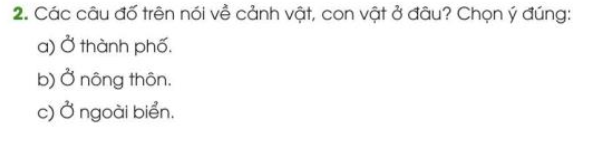 2. Các câu đố trên nói về cảnh vật, con vật ở đâu? Chọn ý đúng:
a) Ở thành phố.
b) Ở nông thôn.
c) Ở ngoài biển.